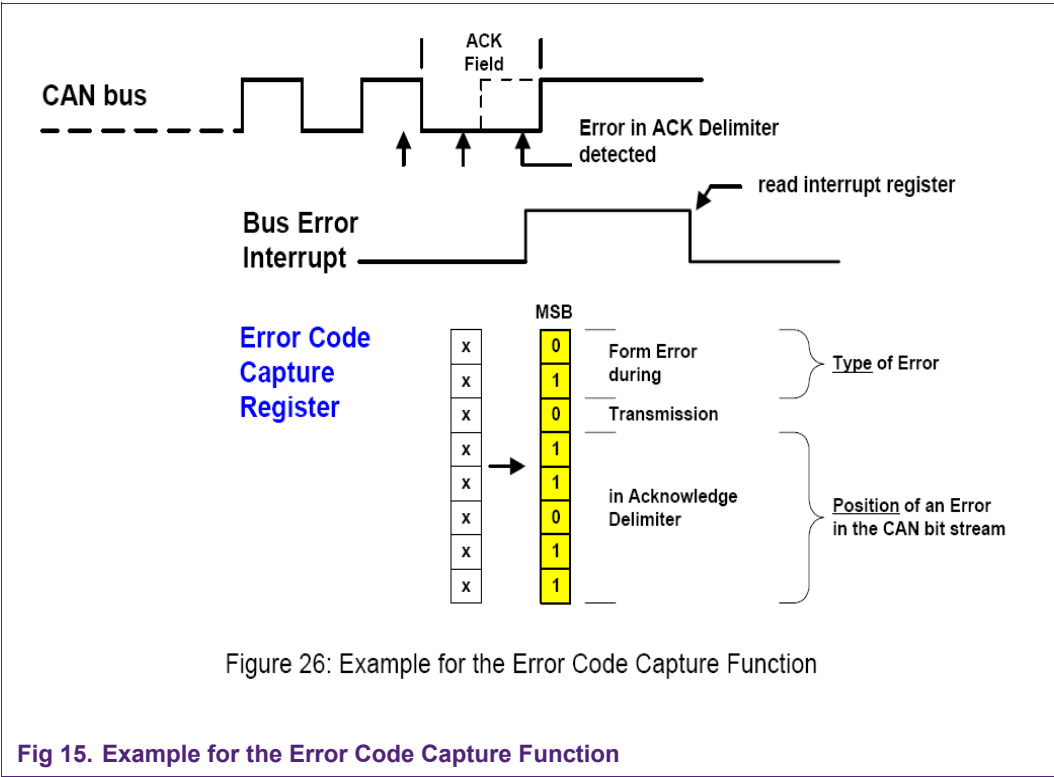 ACK
Field
CAN bus
Error in ACK Delimiter
detected
read interrupt register
Bus Error
Interrupt
MSB
Error Code
Capture
Register
x
0
Form Error
during
Type of Error
x
1
x
0
Transmission
x
1
x
1
in Acknowledge
Delimiter
Position of an Error
in the CAN bit stream
x
0
x
1
x
1
Figure 26: Example for the Error Code Capture Function
Fig 15. Example for the Error Code Capture Function